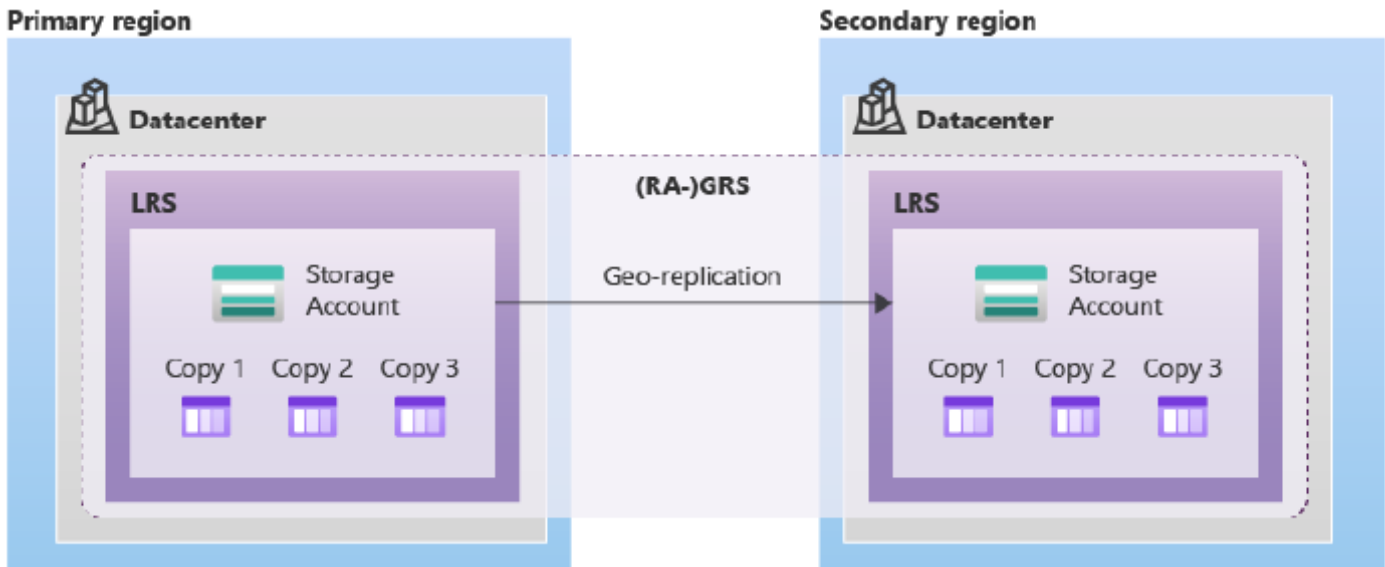 Primary region
Secondary region
Datacenter
Datacenter
(RA-)GRS
LRS
LRS
Storage
Account
Geo-replication
Storage
Account
Copy 1 Copy 2 Copy 3
Copy 1 Copy 2 Copy 3